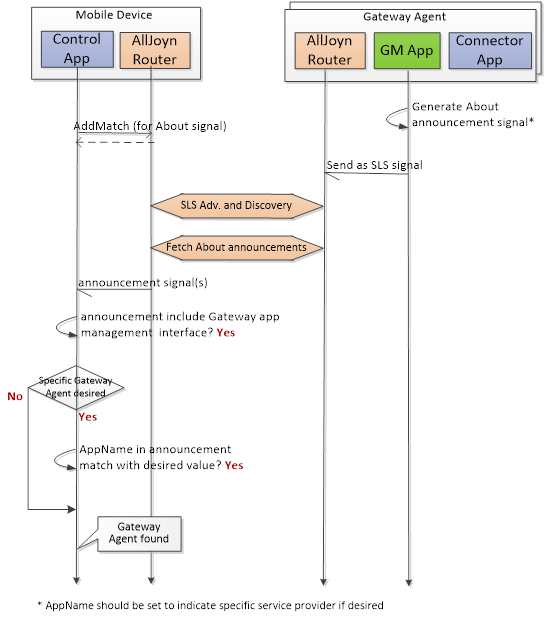 Mobile Device
Control
App
AllJoyn
Router
Gateway Agent
AllJoyn
Router
GM App
Connector
App
Generate About
announcement signal*
AddMatch (for About signal)
Send as SLS signal
SLS Adv. and Discovery
Fetch About announcements
announcement signal(s)
announcement include Gateway app
management interface? Yes
Specific Gateway
Agent desired
No
Yes
AppName in announcement
match with desired value? Yes
Gateway
Agent found
* AppName should be set to indicate specific service provider if desired